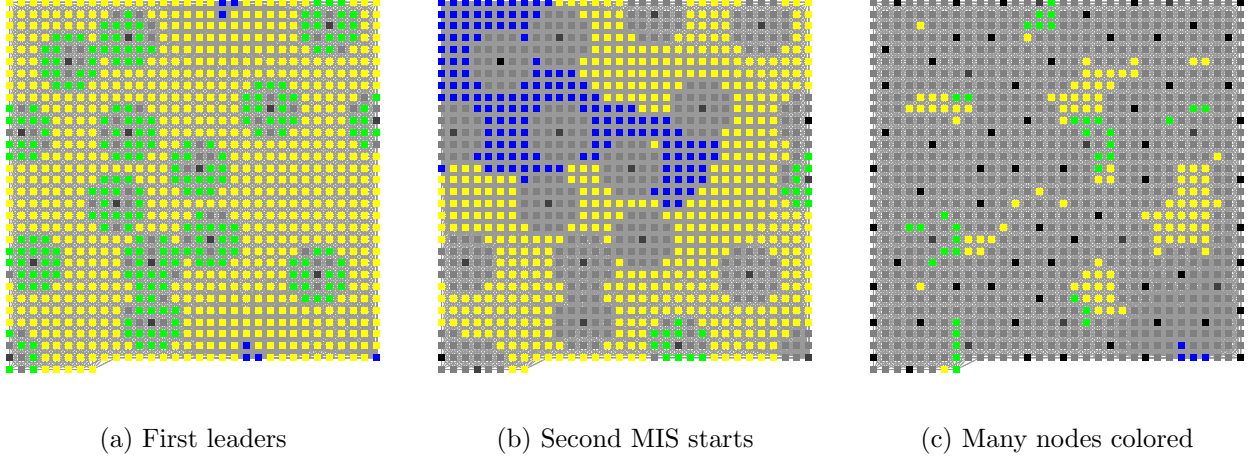 (a) First leaders
(b) Second MIS starts
(c) Many nodes colored